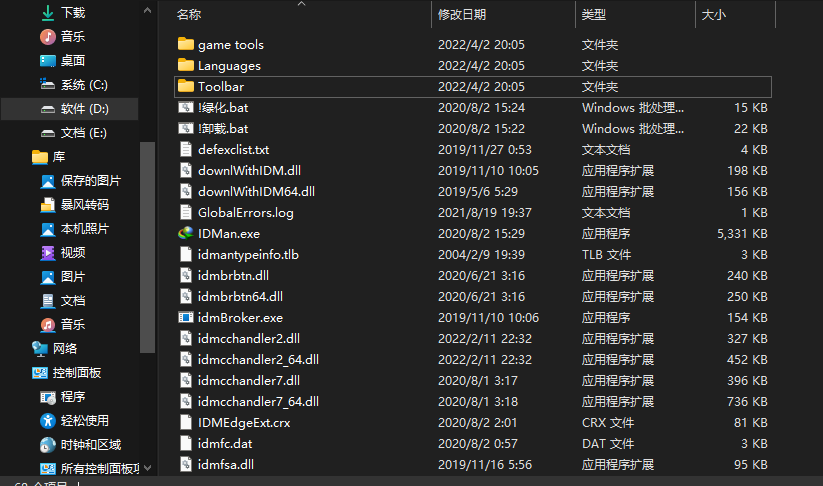 下载
音乐
桌面
系统 (C:)
软件 (D:)
文档 (E:)
库
保存的图片
暴风转码
本机照片
视频
图片
文档
音乐
网络
控制面板
程序
轻松使用
时钟和区域
所有控制面板项
名称 修改日期 类型 大小
game tools 2022/4/2 20:05 文件夹
Languages 2022/4/2 20:05 文件夹
Toolbar 2022/4/2 20:05 文件夹
!绿化.bat 2020/8/2 15:24 Windows 批处理... 15 KB
!卸载.bat 2020/8/2 15:22 Windows 批处理... 22 KB
defexclist.txt 2019/11/27 0:53 文本文档 4 KB
downlWithIDM.dll 2019/11/10 10:05 应用程序扩展 198 KB
downlWithIDM64.dll 2019/5/6 5:29 应用程序扩展 156 KB
GlobalErrors.log 2021/8/19 19:37 文本文档 1 KB
IDMan.exe 2020/8/2 15:29 应用程序 5,331 KB
idmantypeinfo.tlb 2004/2/9 19:39 TLB 文件 3 KB
idmbrbtn.dll 2020/6/21 3:16 应用程序扩展 240 KB
idmbrbtn64.dll 2020/6/21 3:16 应用程序扩展 250 KB
idmBroker.exe 2019/11/10 10:06 应用程序 154 KB
idmcchandler2.dll 2022/2/11 22:32 应用程序扩展 327 KB
idmcchandler2_64.dll 2022/2/11 22:32 应用程序扩展 452 KB
idmcchandler7.dll 2020/8/1 3:17 应用程序扩展 396 KB
idmcchandler7_64.dll 2020/8/1 3:18 应用程序扩展 736 KB
IDMEdgeExt.crx 2020/8/2 2:01 CRX 文件 81 KB
idmfc.dat 2020/8/2 0:57 DAT 文件 3 KB
idmfsa.dll 2019/11/16 5:56 应用程序扩展 95 KB